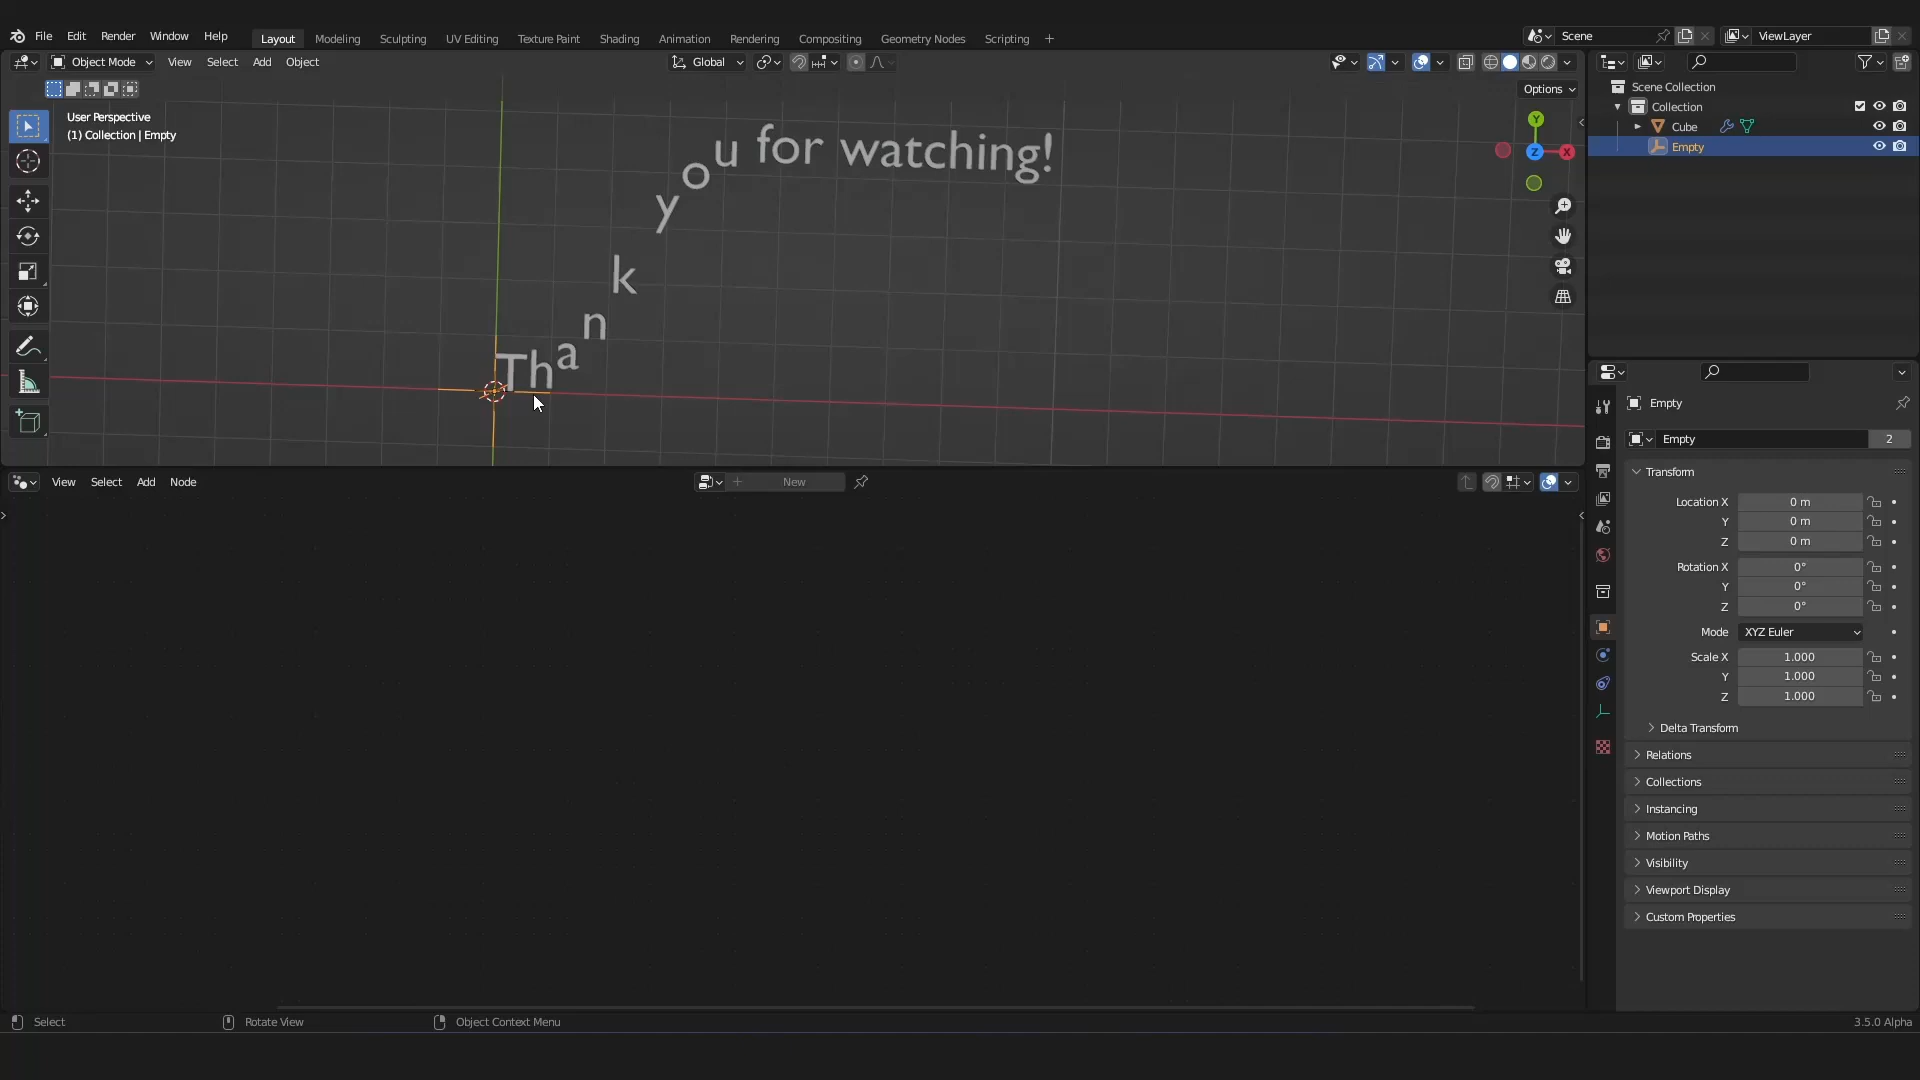 File Edit Render Window Help Layout Modeling Sculpting UV Editing Texture Paint Shading Animation Rendering Compositing Geometry Nodes Scripting + Scene ViewLayer
Object Mode View Select Add Object Global
Options
User Perspective
(1) Collection | Empty
Thank you for watching!
Y
Z
X
Scene Collection
Collection
Cube
Empty
View Select Add Node New
Empty
Empty 2
Transform
Location X 0 m
Y 0 m
Z 0 m
Rotation X 0°
Y 0°
Z 0°
Mode XYZ Euler
Scale X 1.000
Y 1.000
Z 1.000
Delta Transform
Relations
Collections
Instancing
Motion Paths
Visibility
Viewport Display
Custom Properties
Select Rotate View Object Context Menu 3.5.0 Alpha